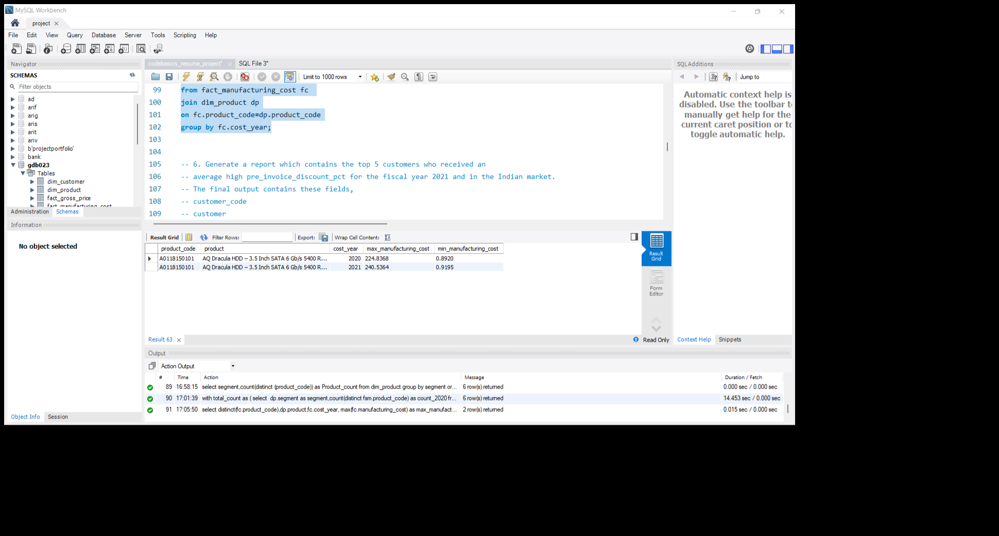 MySQL Workbench
project
File Edit View Query Database Server Tools Scripting Help
Navigator
SCHEMAS
Filter objects
ad
arif
arig
aris
arit
ariv
b'projectportfolio'
bank
gdb023
Tables
dim_customer
dim_product
fact_gross_price
fact_manufacturing_cost
Administration Schemas
Information
No object selected
Object Info Session
codebasics_resume_project* SQL File 3*
Limit to 1000 rows
99 from fact_manufacturing_cost fc
100 join dim_product dp
101 on fc.product_code=dp.product_code
102 group by fc.cost_year;
103
104
105 -- 6. Generate a report which contains the top 5 customers who received an
106 -- average high pre_invoice_discount_pct for the fiscal year 2021 and in the Indian market.
107 -- The final output contains these fields,
108 -- customer_code
109 -- customer
Result Grid Filter Rows: Export: Wrap Cell Content:
product_code product cost_year max_manufacturing_cost min_manufacturing_cost
A0118150101 AQ Dracula HDD – 3.5 Inch SATA 6 Gb/s 5400 R... 2020 224.8368 0.8920
A0118150101 AQ Dracula HDD – 3.5 Inch SATA 6 Gb/s 5400 R... 2021 240.5364 0.9195
Result Grid
Form Editor
Result 63
Read Only
SQLAdditions
Jump to
Automatic context help is
disabled. Use the toolbar t
manually get help for the
current caret position or to
toggle automatic help.
Context Help Snippets
Output
Action Output
# Time Action Message Duration / Fetch
89 16:58:15 select segment,count(distinct (product_code)) as Product_count from dim_product group by segment or... 6 row(s) returned 0.000 sec / 0.000 sec
90 17:01:39 with total_count as ( select dp.segment as segment,count(distinct fsm.product_code) as count_2020 fr... 6 row(s) returned 14.453 sec / 0.000 sec
91 17:05:50 select distinct(fc.product_code),dp.product,fc.cost_year, max(fc.manufacturing_cost) as max_manufact... 2 row(s) returned 0.015 sec / 0.000 sec